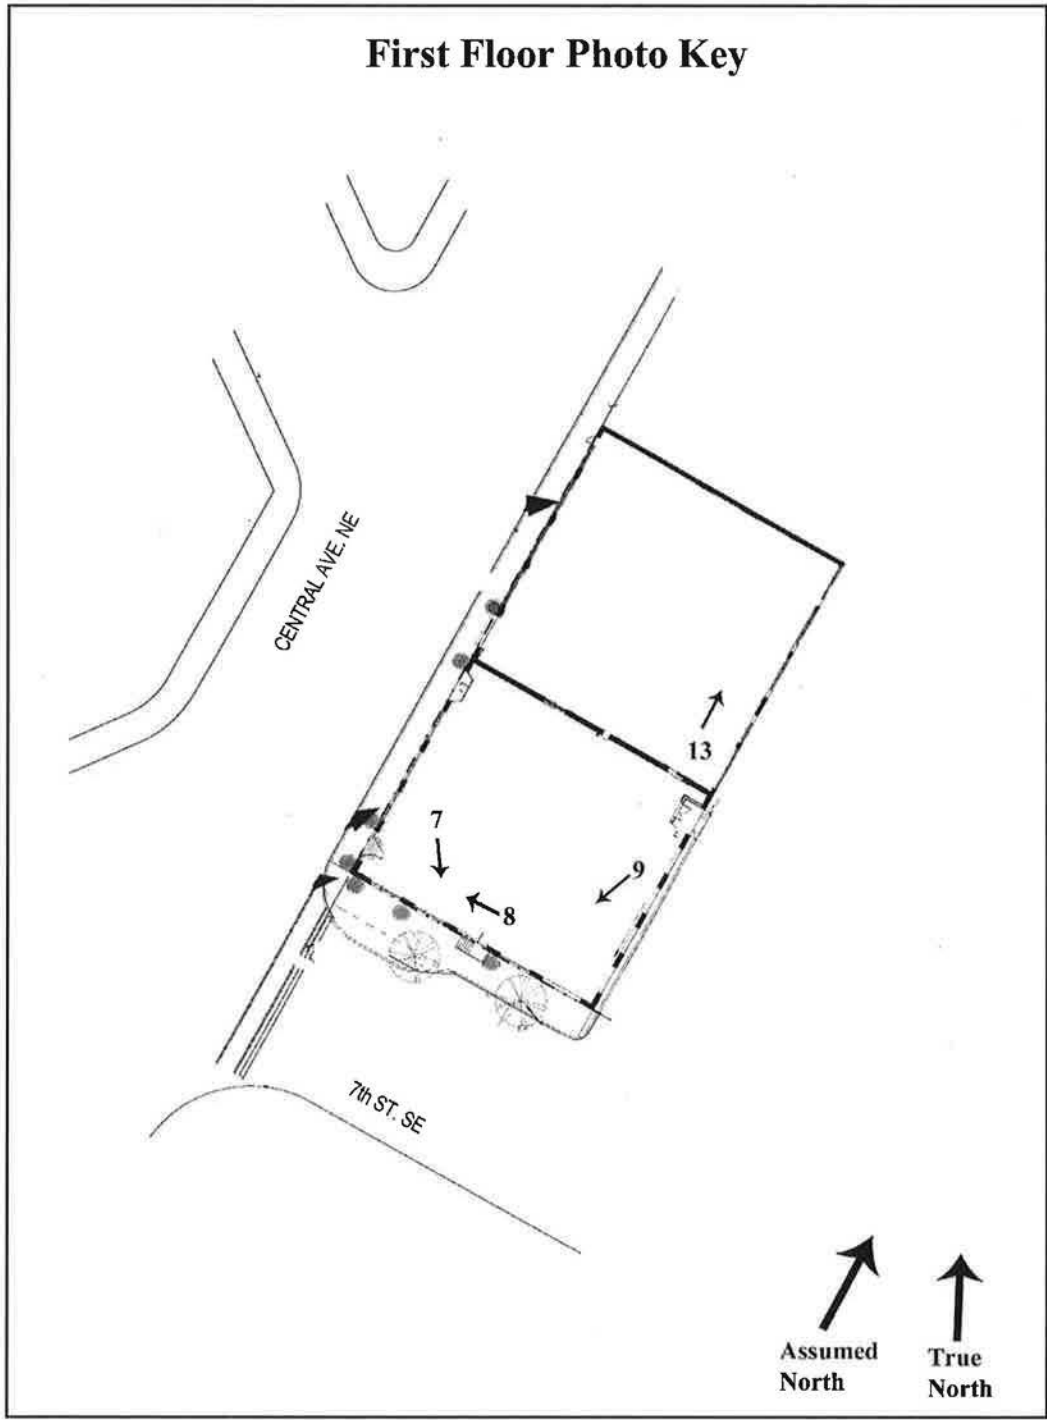 First Floor Photo Key
CENTRAL AVE. NE
13
7
9
8
7th ST. SE
Assumed
North
True
North